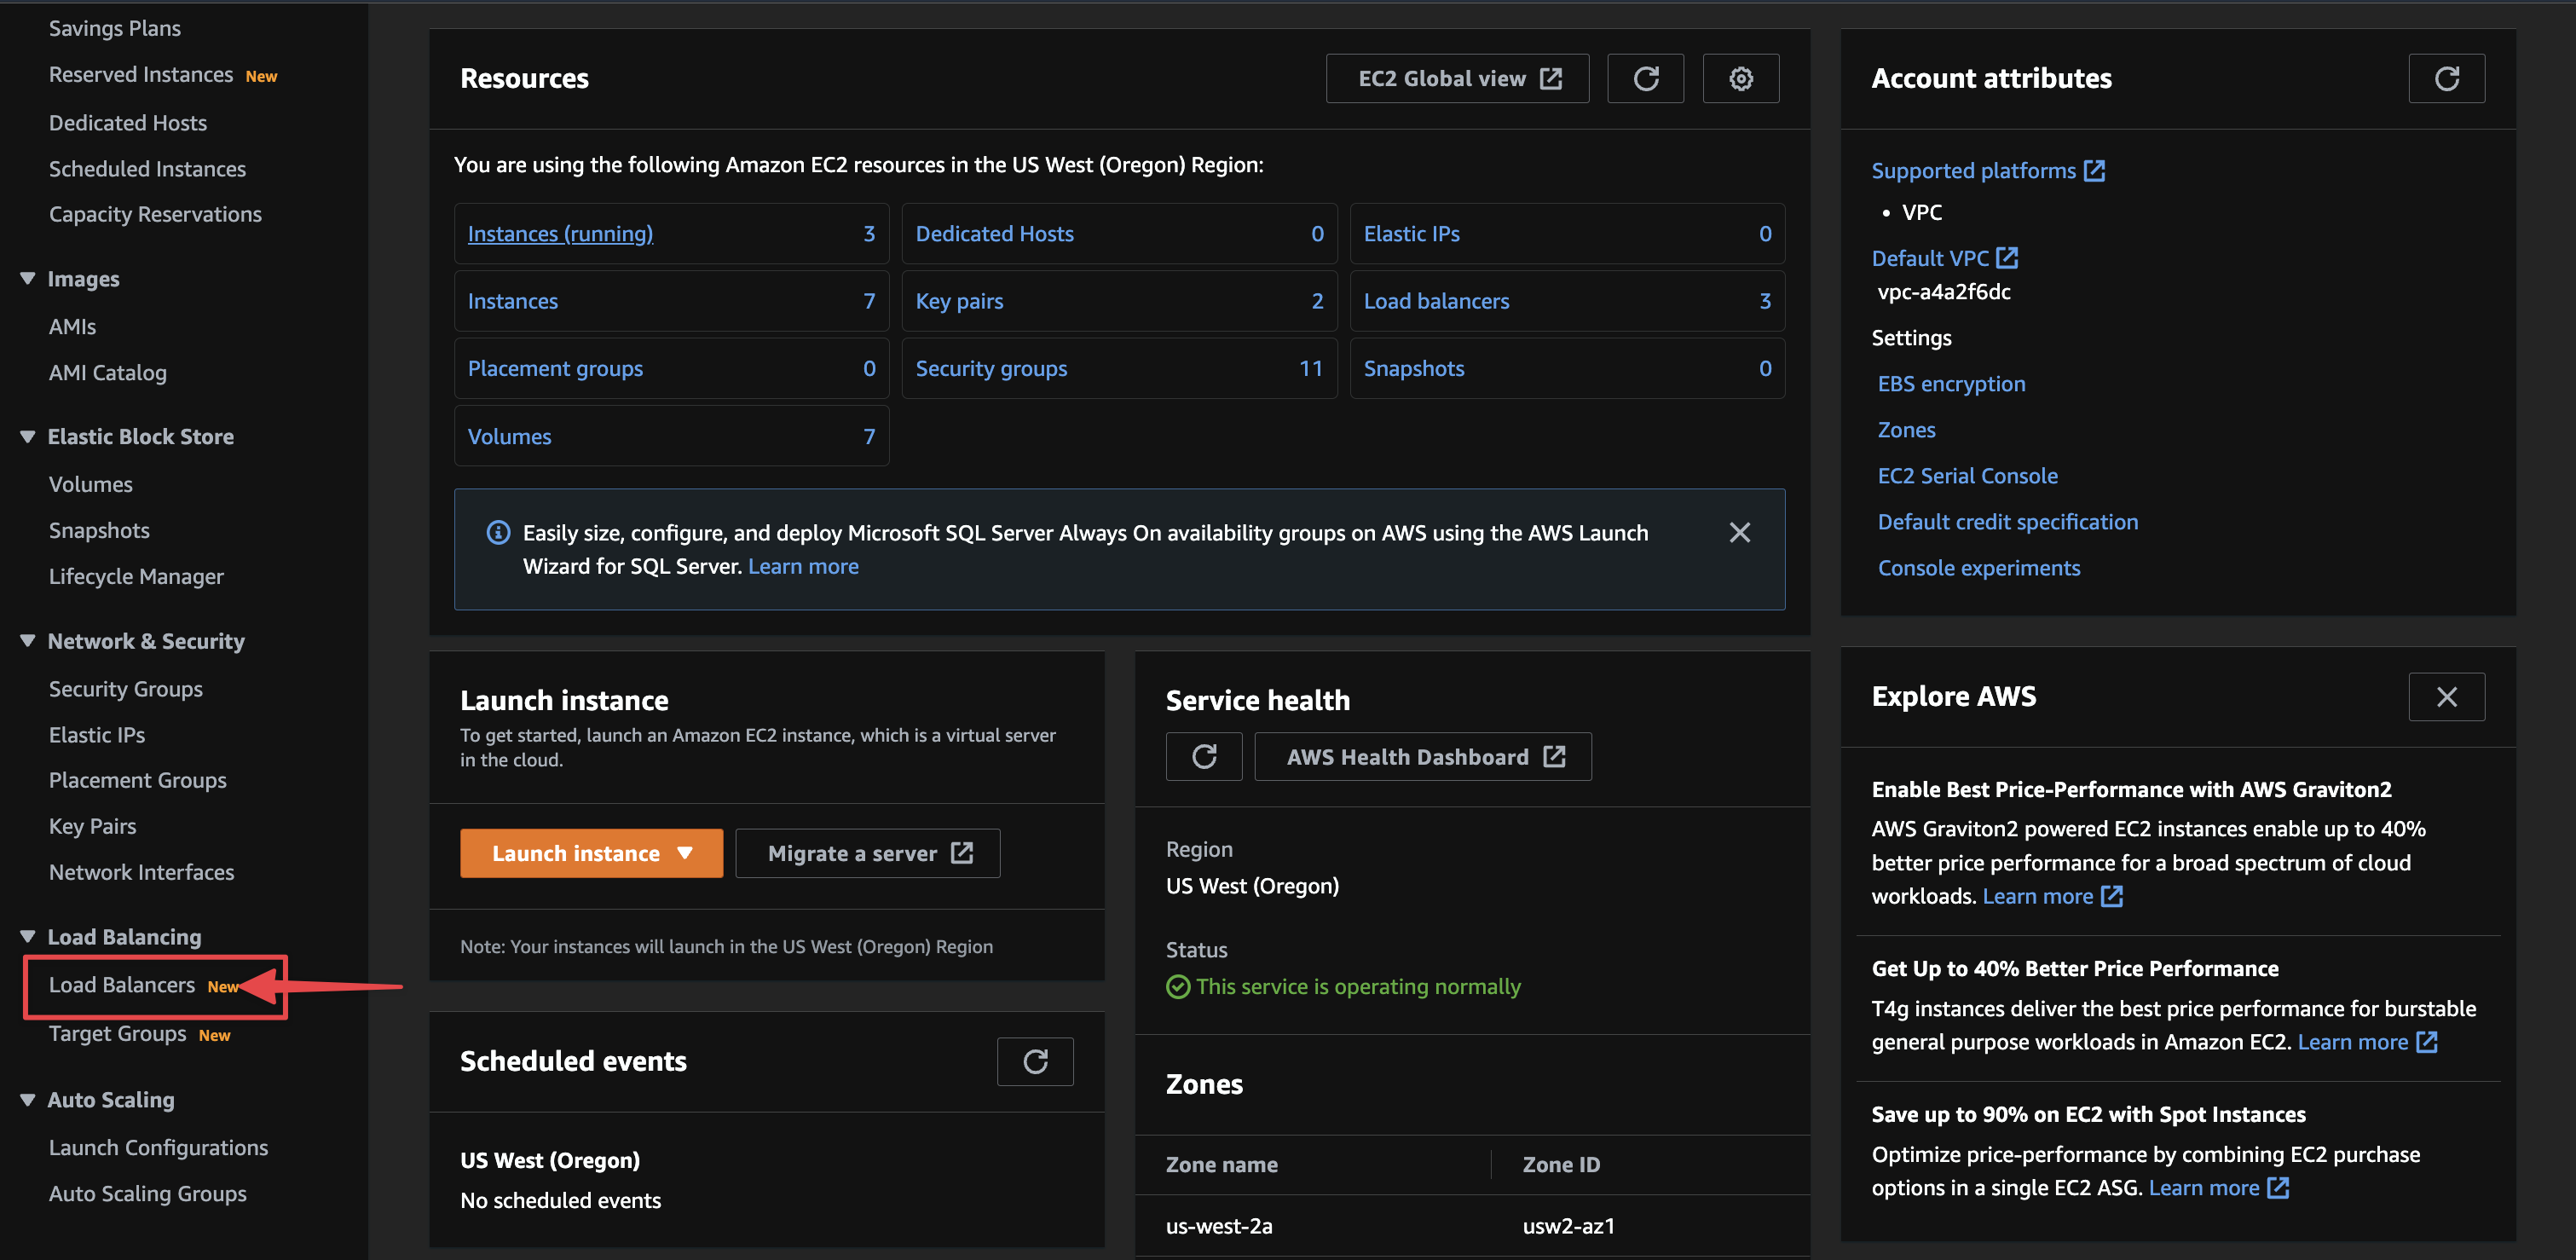 Savings Plans
Reserved Instances New
Dedicated Hosts
Scheduled Instances
Capacity Reservations
Images
AMIs
AMI Catalog
Elastic Block Store
Volumes
Snapshots
Lifecycle Manager
Network & Security
Security Groups
Elastic IPs
Placement Groups
Key Pairs
Network Interfaces
Load Balancing
Load Balancers New
Target Groups New
Auto Scaling
Launch Configurations
Auto Scaling Groups
Resources
EC2 Global view
You are using the following Amazon EC2 resources in the US West (Oregon) Region:
Instances (running) 3
Dedicated Hosts 0
Elastic IPs 0
Instances 7
Key pairs 2
Load balancers 3
Placement groups 0
Security groups 11
Snapshots 0
Volumes 7
Easily size, configure, and deploy Microsoft SQL Server Always On availability groups on AWS using the AWS Launch
Wizard for SQL Server. Learn more
Launch instance
To get started, launch an Amazon EC2 instance, which is a virtual server
in the cloud.
Launch instance
Migrate a server
Note: Your instances will launch in the US West (Oregon) Region
Scheduled events
US West (Oregon)
No scheduled events
Service health
AWS Health Dashboard
Region
US West (Oregon)
Status
This service is operating normally
Zones
Zone name Zone ID
us-west-2a usw2-az1
Account attributes
Supported platforms
• VPC
Default VPC
vpc-a4a2f6dc
Settings
EBS encryption
Zones
EC2 Serial Console
Default credit specification
Console experiments
Explore AWS
Enable Best Price-Performance with AWS Graviton2
AWS Graviton2 powered EC2 instances enable up to 40%
better price performance for a broad spectrum of cloud
workloads. Learn more
Get Up to 40% Better Price Performance
T4g instances deliver the best price performance for burstable
general purpose workloads in Amazon EC2. Learn more
Save up to 90% on EC2 with Spot Instances
Optimize price-performance by combining EC2 purchase
options in a single EC2 ASG. Learn more